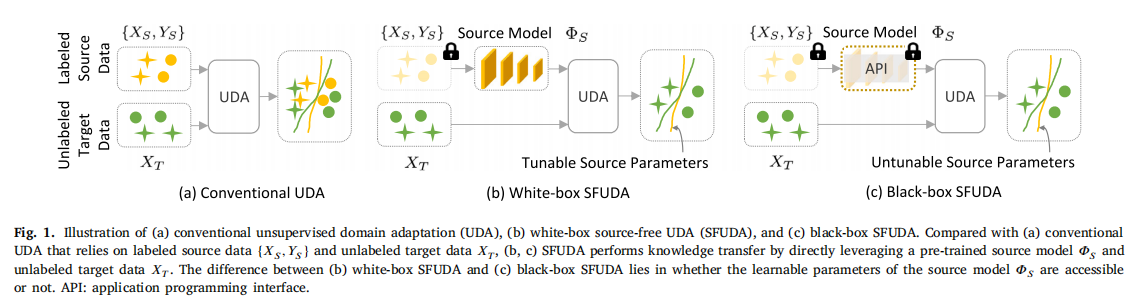 {X_S, Y_S}
Labeled
Source
Data
Unlabeled
Target
Data
UDA
X_T
(a) Conventional UDA
{X_S, Y_S} Source Model Φ_S
UDA
X_T
Tunable Source Parameters
(b) White-box SFUDA
{X_S, Y_S} Source Model Φ_S
API
UDA
X_T
Untunable Source Parameters
(c) Black-box SFUDA
Fig. 1. Illustration of (a) conventional unsupervised domain adaptation (UDA), (b) white-box source-free UDA (SFUDA), and (c) black-box SFUDA. Compared with (a) conventional
UDA that relies on labeled source data {X_S, Y_S} and unlabeled target data X_T, (b, c) SFUDA performs knowledge transfer by directly leveraging a pre-trained source model Φ_S and
unlabeled target data X_T. The difference between (b) white-box SFUDA and (c) black-box SFUDA lies in whether the learnable parameters of the source model Φ_S are accessible
or not. API: application programming interface.